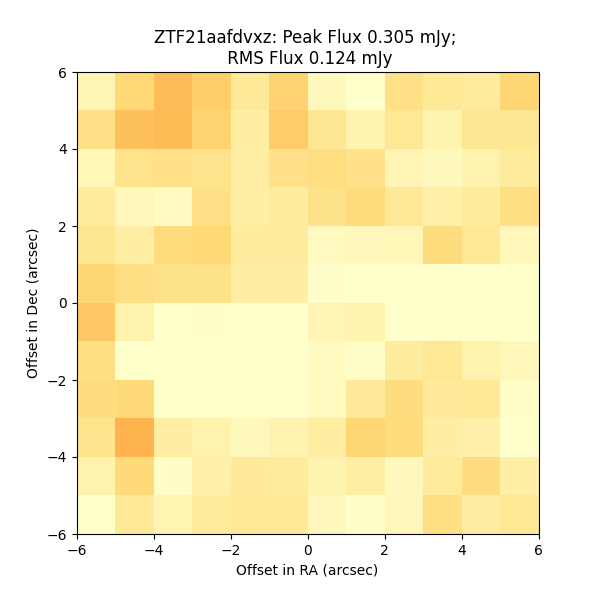 ZTF21aafdvxz: Peak Flux 0.305 mJy;
RMS Flux 0.124 mJy
6
4
2
0
−2
−4
−6
Offset in Dec (arcsec)
−6 −4 −2 0 2 4 6
Offset in RA (arcsec)